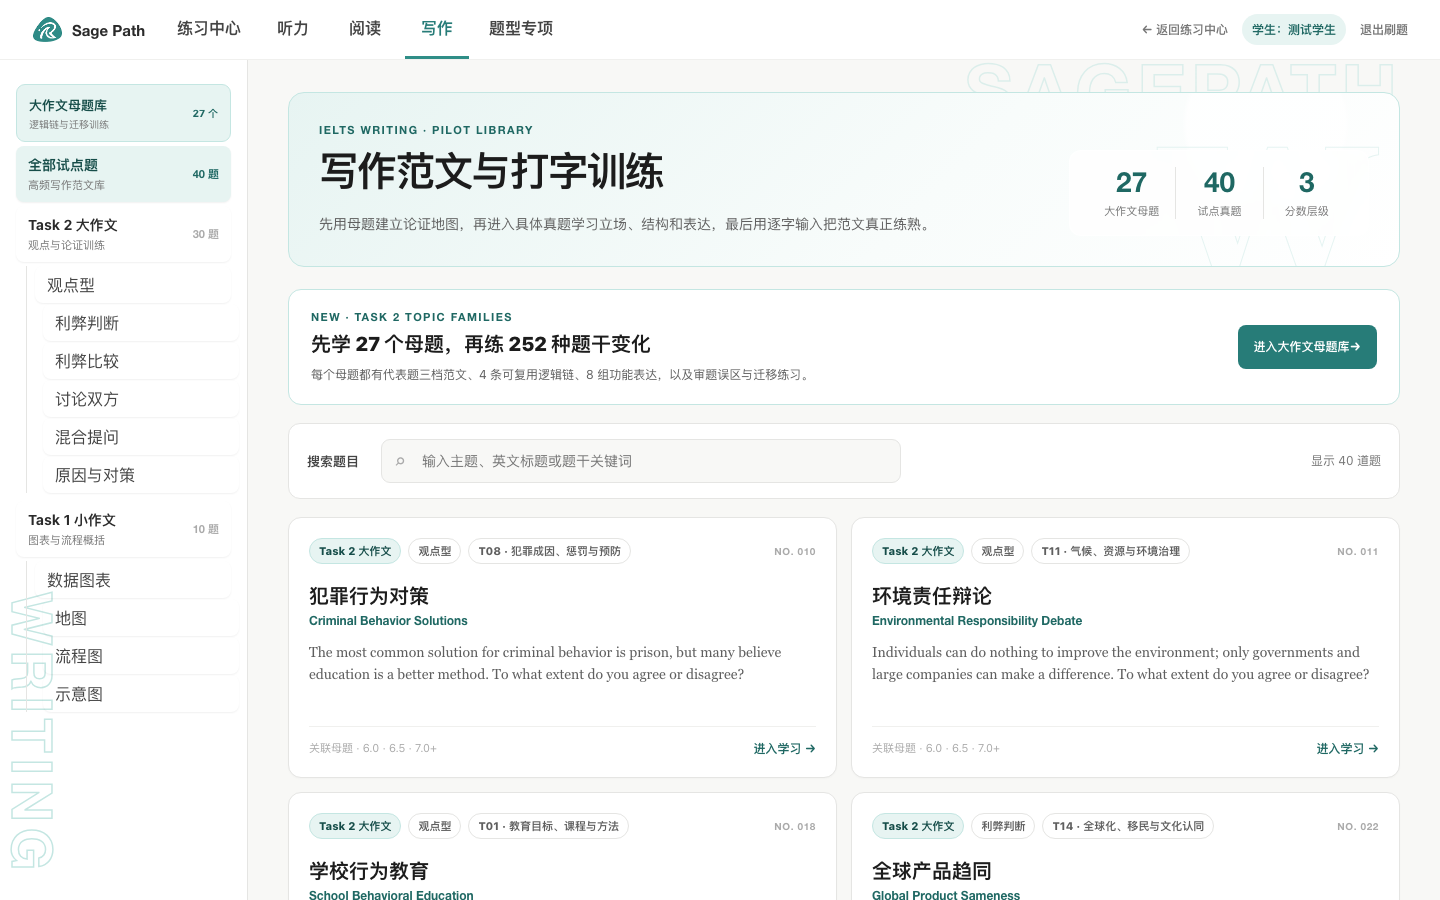 Sage Path
练习中心
听力
阅读
写作
题型专项
← 返回练习中心
学生：测试学生
退出刷题
大作文母题库
逻辑链与迁移训练
27 个
全部试点题
高频写作范文库
40 题
Task 2 大作文
观点与论证训练
30 题
观点型
利弊判断
利弊比较
讨论双方
混合提问
原因与对策
Task 1 小作文
图表与流程概括
10 题
数据图表
地图
流程图
示意图
WRITING
SAGEPATH
IELTS WRITING · PILOT LIBRARY
写作范文与打字训练
先用母题建立论证地图，再进入具体真题学习立场、结构和表达，最后用逐字输入把范文真正练熟。
27
大作文母题
40
试点真题
3
分数层级
NEW · TASK 2 TOPIC FAMILIES
先学 27 个母题，再练 252 种题干变化
每个母题都有代表题三档范文、4 条可复用逻辑链、8 组功能表达，以及审题误区与迁移练习。
进入大作文母题库→
搜索题目
输入主题、英文标题或题干关键词
显示 40 道题
Task 2 大作文
观点型
T08 · 犯罪成因、惩罚与预防
NO. 010
犯罪行为对策
Criminal Behavior Solutions
The most common solution for criminal behavior is prison, but many believe
education is a better method. To what extent do you agree or disagree?
关联母题 · 6.0 · 6.5 · 7.0+
进入学习 →
Task 2 大作文
观点型
T11 · 气候、资源与环境治理
NO. 011
环境责任辩论
Environmental Responsibility Debate
Individuals can do nothing to improve the environment; only governments and
large companies can make a difference. To what extent do you agree or disagree?
关联母题 · 6.0 · 6.5 · 7.0+
进入学习 →
Task 2 大作文
观点型
T01 · 教育目标、课程与方法
NO. 018
学校行为教育
School Behavioral Education
Task 2 大作文
利弊判断
T14 · 全球化、移民与文化认同
NO. 022
全球产品趋同
Global Product Sameness